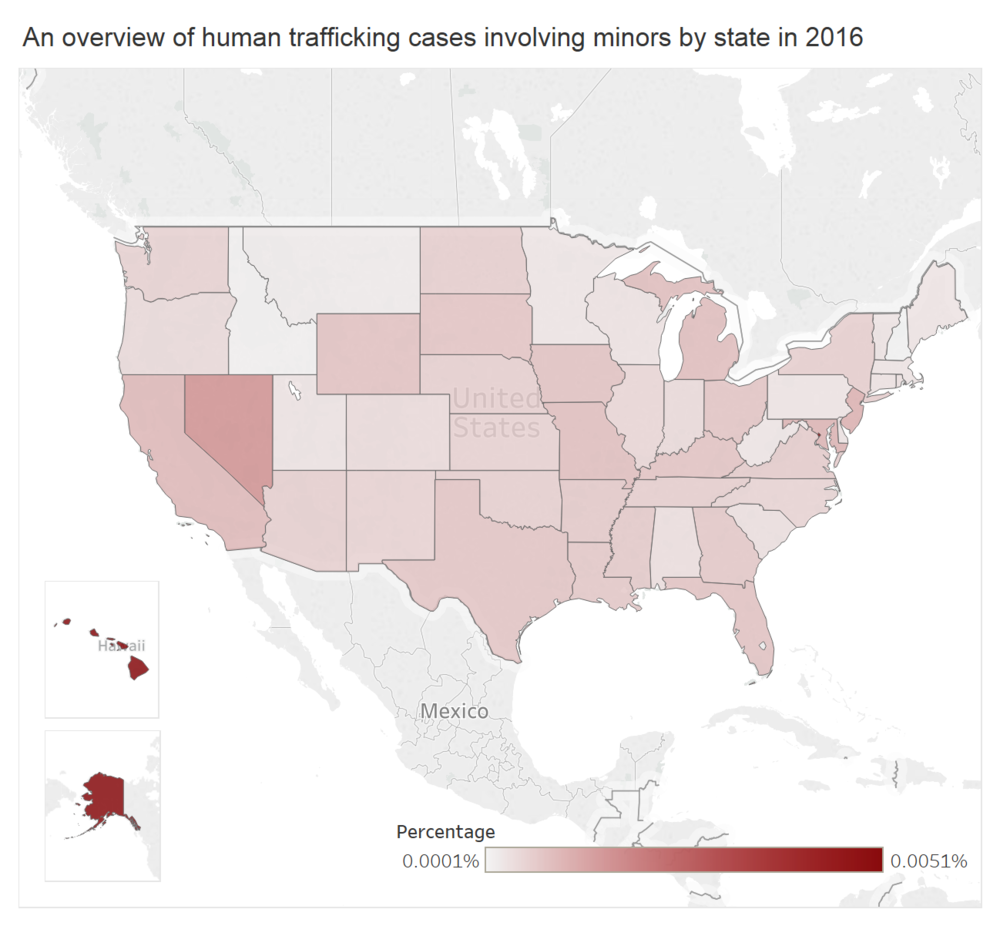 An overview of human trafficking cases involving minors by state in 2016
United
States
Hawaii
Mexico
Percentage
0.0001%
0.0051%